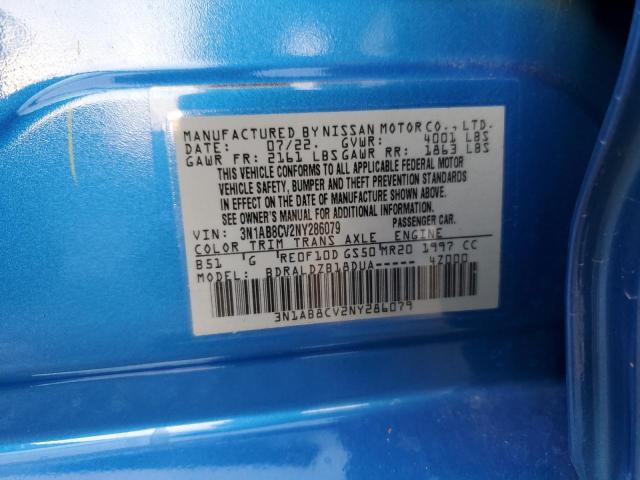 MANUFACTURED BY NISSAN MOTOR CO., LTD.
DATE: 07/22. GVWR: 4001 LBS
GAWR FR: 2161 LBS GAWR RR: 1863 LBS
THIS VEHICLE CONFORMS TO ALL APPLICABLE FEDERAL MOTOR
VEHICLE SAFETY, BUMPER AND THEFT PREVENTION STANDARDS
IN EFFECT ON THE DATE OF MANUFACTURE SHOWN ABOVE.
SEE OWNER'S MANUAL FOR ADDITIONAL INFORMATION.
VIN: 3N1AB8CV2NY286079 PASSENGER CAR.
COLOR TRIM TRANS AXLE ENGINE
B51 G RE0F10D GS50 MR20 1997 CC
MODEL: BDRALDZB18DUA----- 4Z000
3N1AB8CV2NY286079